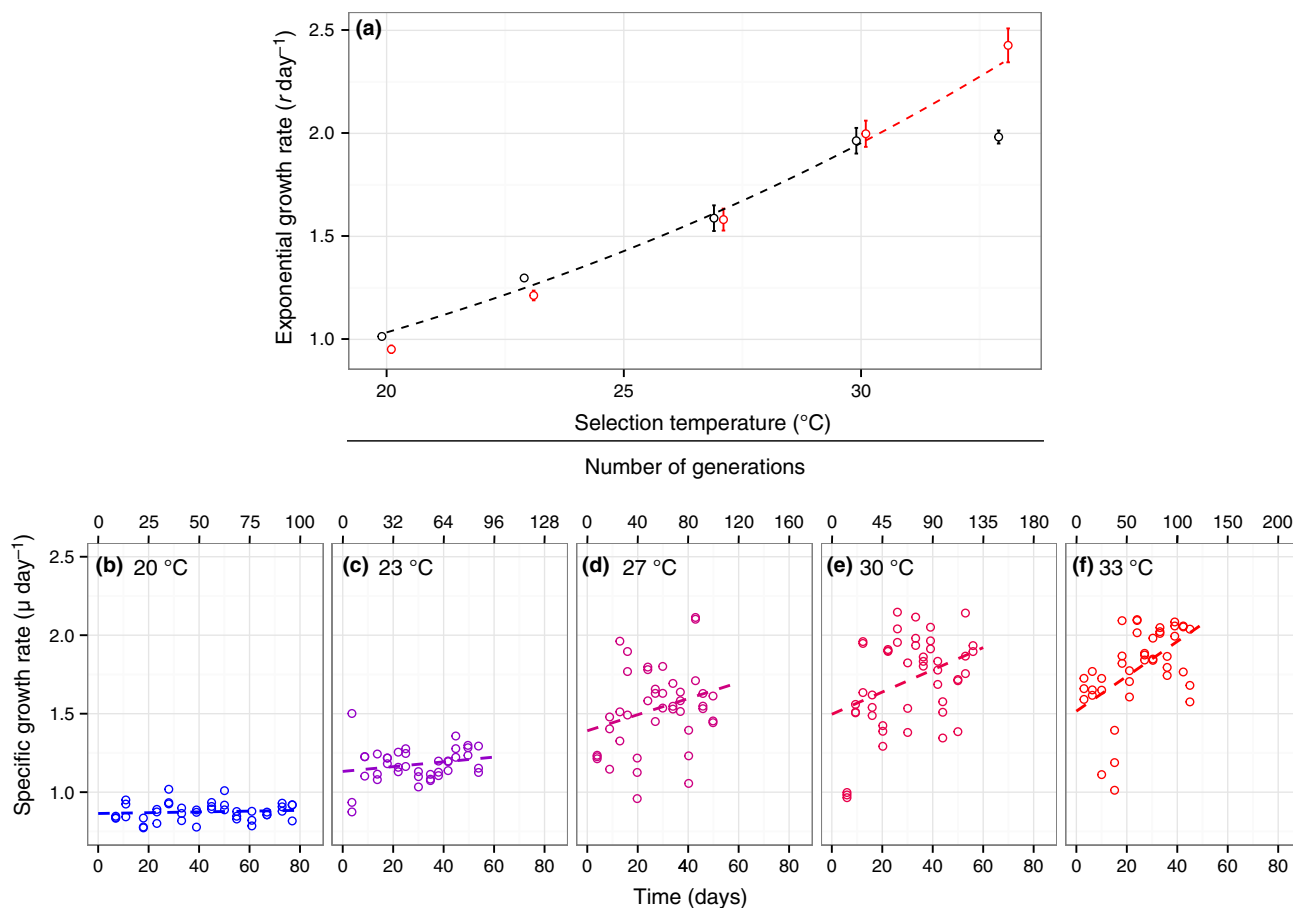 (a)
Exponential growth rate (r day⁻¹)
2.5
2.0
1.5
1.0
20 25 30
Selection temperature (°C)
Number of generations
0 25 50 75 100 0 32 64 96 128 0 40 80 120 160 0 45 90 135 180 0 50 100 150 200
Specific growth rate (µ day⁻¹)
(b) 20 °C (c) 23 °C (d) 27 °C (e) 30 °C (f) 33 °C
2.5
2.0
1.5
1.0
0 20 40 60 80 0 20 40 60 80 0 20 40 60 80 0 20 40 60 80 0 20 40 60 80
Time (days)